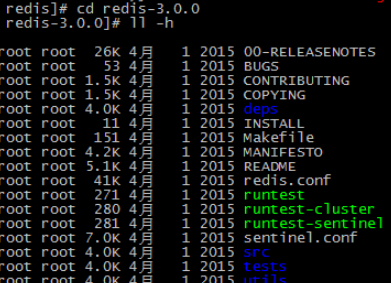 redis]# cd redis-3.0.0
redis-3.0.0]# ll -h
root root 26K 4月 1 2015 00-RELEASENOTES
root root 53 4月 1 2015 BUGS
root root 1.5K 4月 1 2015 CONTRIBUTING
root root 1.5K 4月 1 2015 COPYING
root root 4.0K 4月 1 2015 deps
root root 11 4月 1 2015 INSTALL
root root 151 4月 1 2015 Makefile
root root 4.2K 4月 1 2015 MANIFESTO
root root 5.1K 4月 1 2015 README
root root 41K 4月 1 2015 redis.conf
root root 271 4月 1 2015 runtest
root root 280 4月 1 2015 runtest-cluster
root root 281 4月 1 2015 runtest-sentinel
root root 7.0K 4月 1 2015 sentinel.conf
root root 4.0K 4月 1 2015 src
root root 4.0K 4月 1 2015 tests
root root 4.0K 4月 1 2015 utils